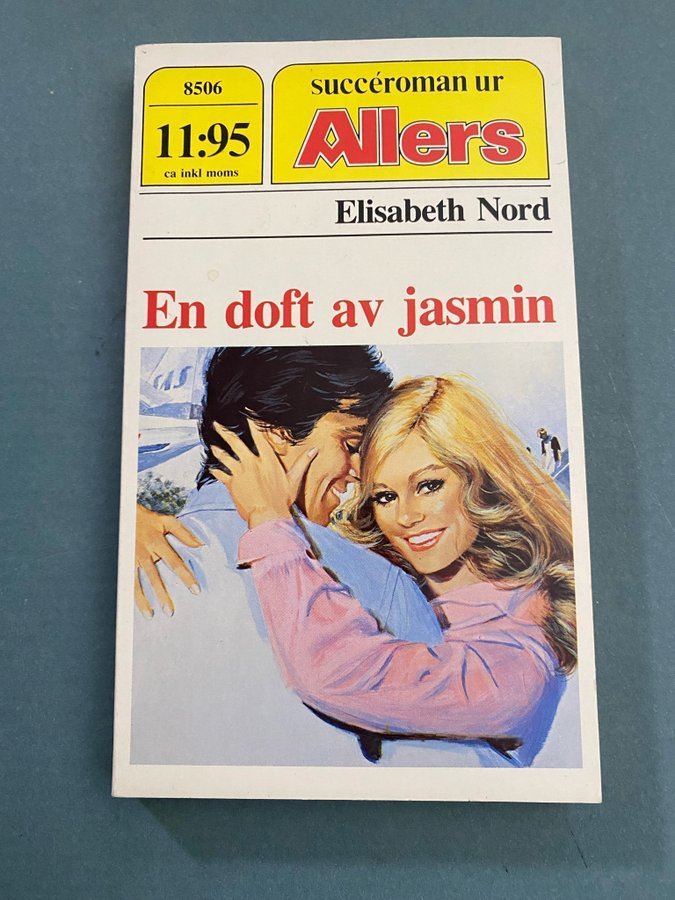 8506
11:95
ca inkl moms
succéroman ur
Allers
Elisabeth Nord
En doft av jasmin